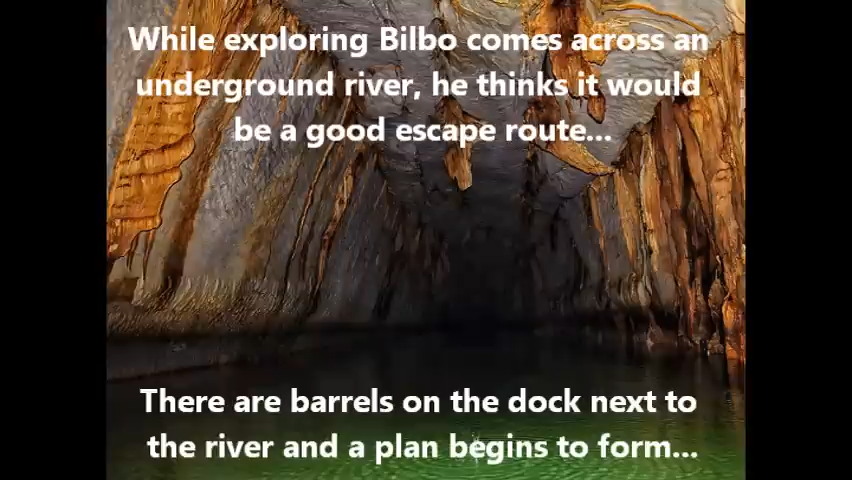 While exploring Bilbo comes across an
underground river, he thinks it would
be a good escape route...
There are barrels on the dock next to
the river and a plan begins to form...